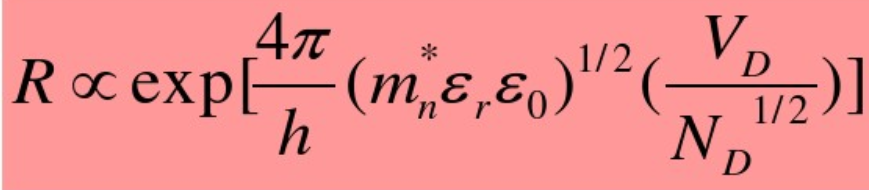 R ∝ exp[4π/h (m_n^* ε_r ε_0)^{1/2} (V_D/N_D^{1/2})]